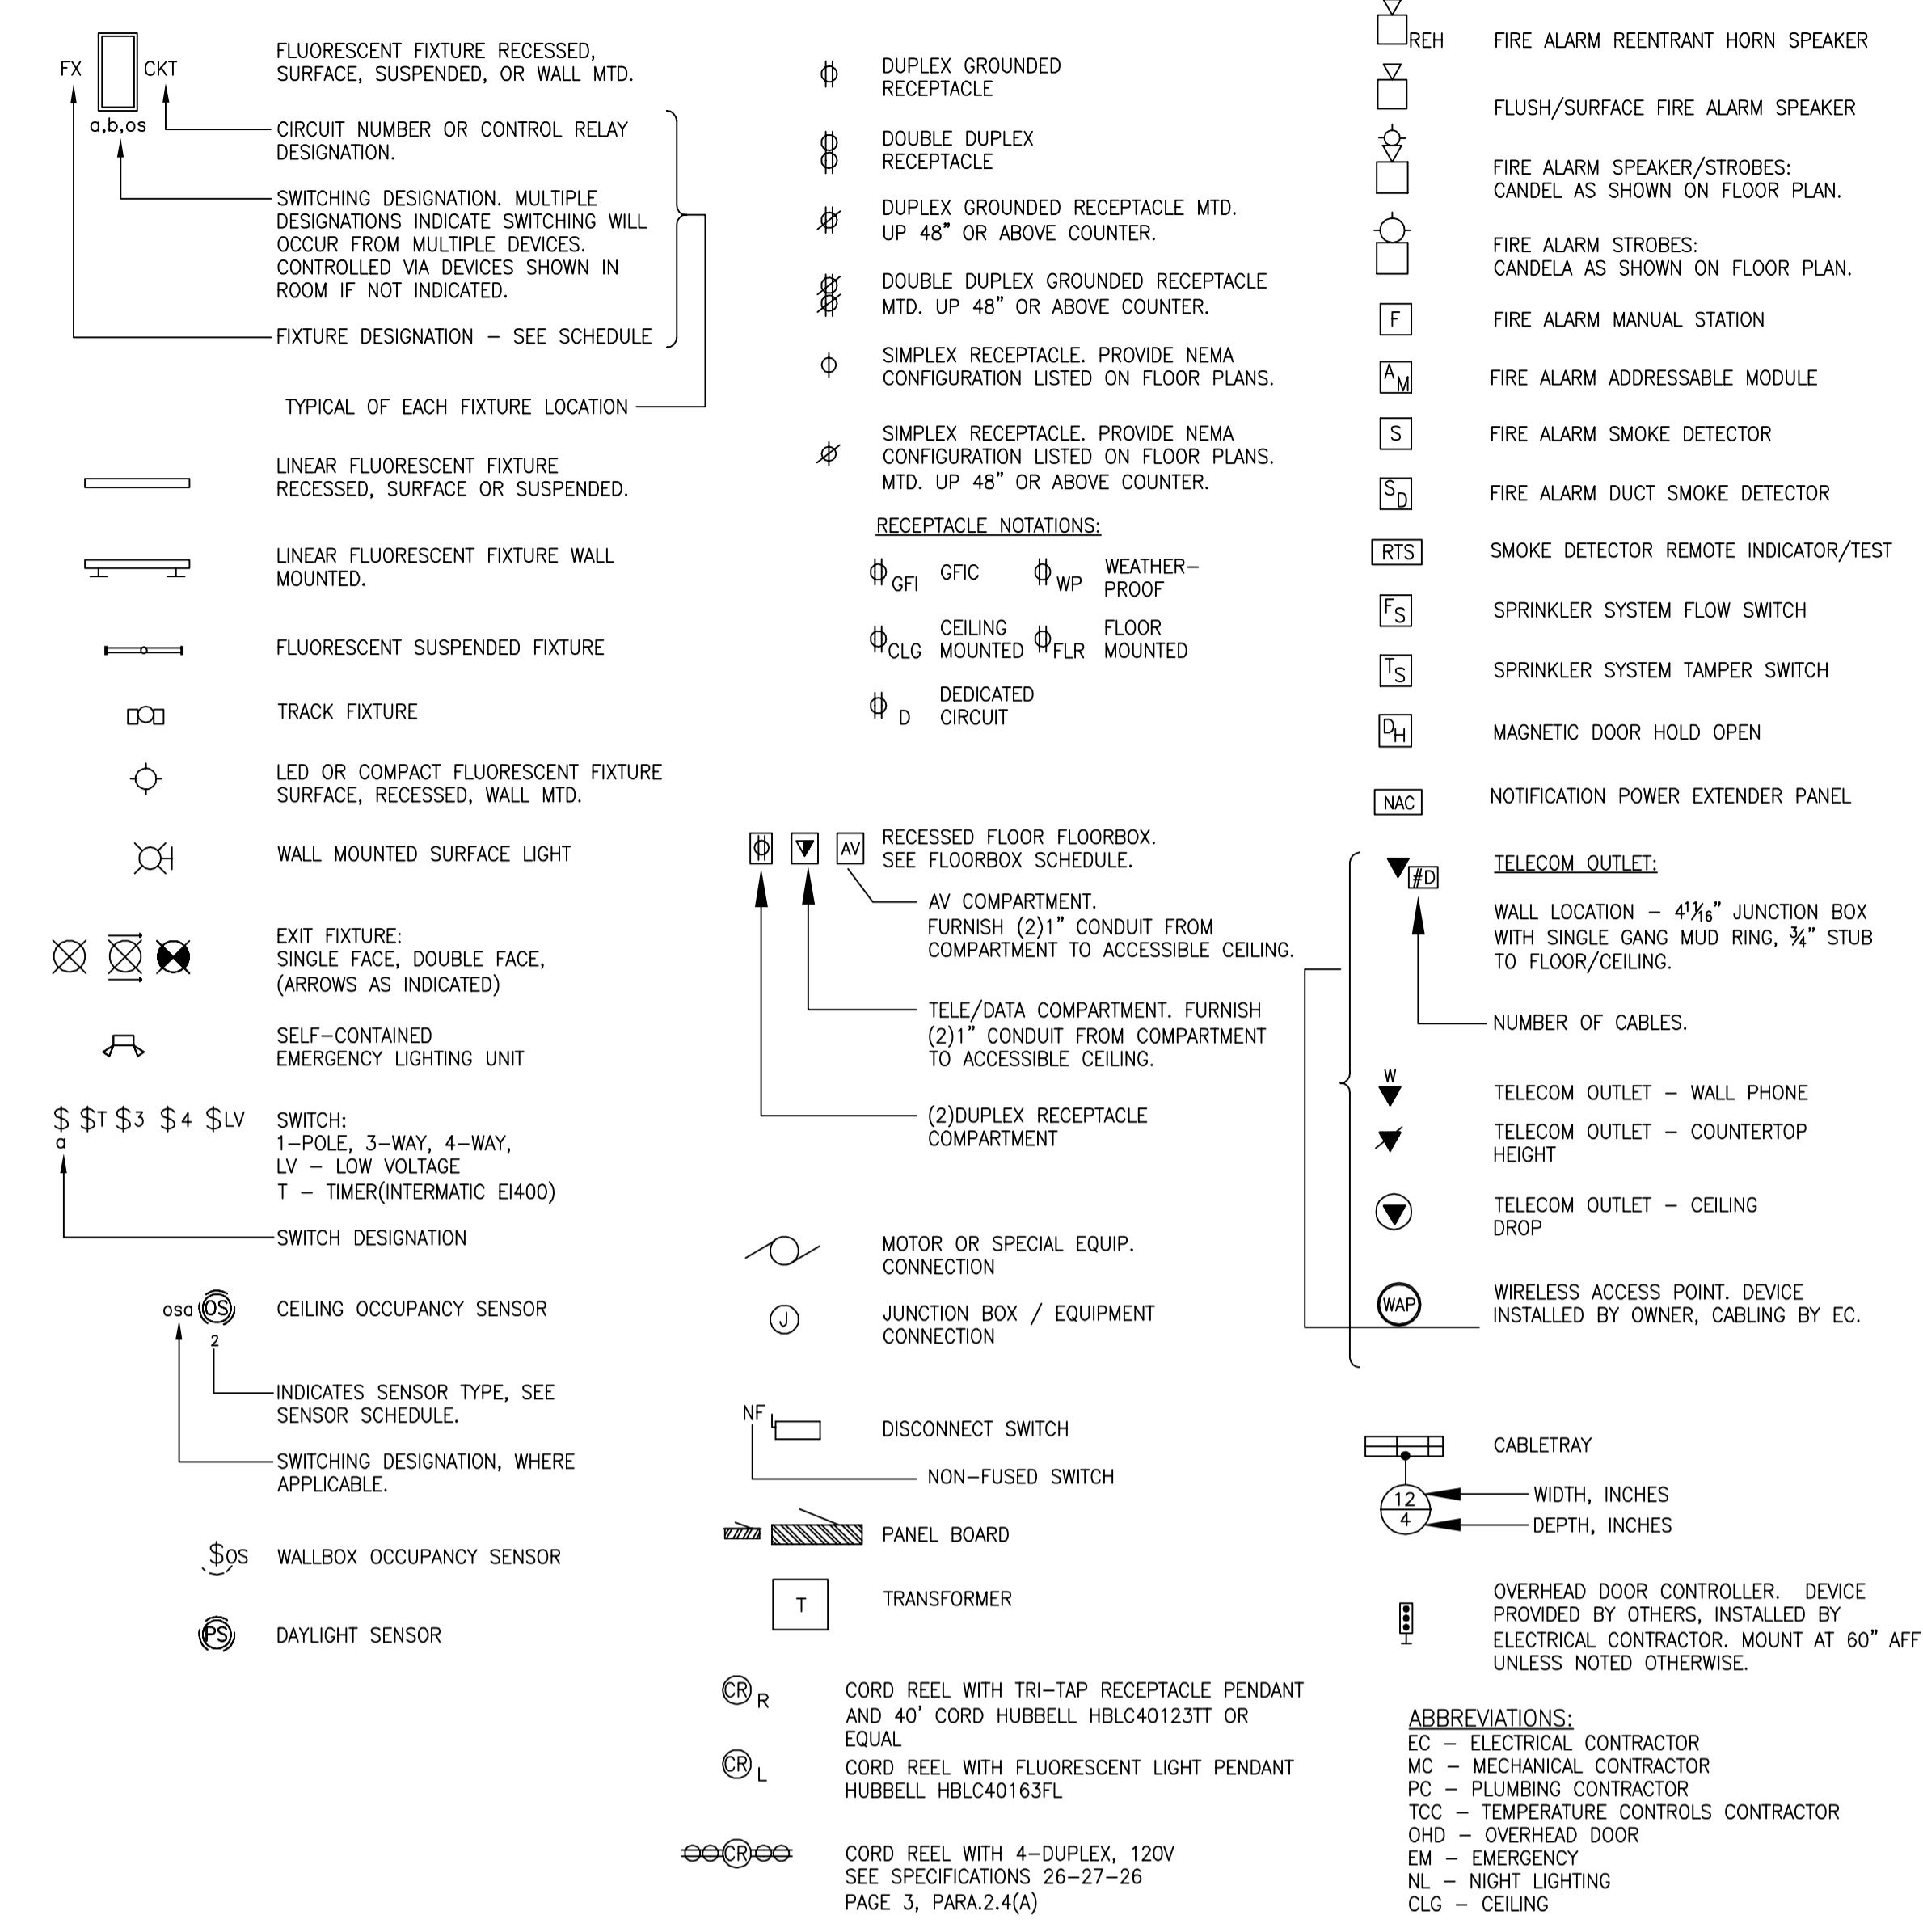 FX
CKT
a,b,os
FLUORESCENT FIXTURE RECESSED,
SURFACE, SUSPENDED, OR WALL MTD.
CIRCUIT NUMBER OR CONTROL RELAY
DESIGNATION.
SWITCHING DESIGNATION. MULTIPLE
DESIGNATIONS INDICATE SWITCHING WILL
OCCUR FROM MULTIPLE DEVICES.
CONTROLLED VIA DEVICES SHOWN IN
ROOM IF NOT INDICATED.
FIXTURE DESIGNATION – SEE SCHEDULE
TYPICAL OF EACH FIXTURE LOCATION
LINEAR FLUORESCENT FIXTURE
RECESSED, SURFACE OR SUSPENDED.
LINEAR FLUORESCENT FIXTURE WALL
MOUNTED.
FLUORESCENT SUSPENDED FIXTURE
TRACK FIXTURE
LED OR COMPACT FLUORESCENT FIXTURE
SURFACE, RECESSED, WALL MTD.
WALL MOUNTED SURFACE LIGHT
EXIT FIXTURE:
SINGLE FACE, DOUBLE FACE,
(ARROWS AS INDICATED)
SELF–CONTAINED
EMERGENCY LIGHTING UNIT
$ $T $3 $4 $LV
a
SWITCH:
1–POLE, 3–WAY, 4–WAY,
LV – LOW VOLTAGE
T – TIMER(INTERMATIC EI400)
SWITCH DESIGNATION
osa OS
2
CEILING OCCUPANCY SENSOR
INDICATES SENSOR TYPE, SEE
SENSOR SCHEDULE.
SWITCHING DESIGNATION, WHERE
APPLICABLE.
$OS
WALLBOX OCCUPANCY SENSOR
PS
DAYLIGHT SENSOR
DUPLEX GROUNDED
RECEPTACLE
DOUBLE DUPLEX
RECEPTACLE
DUPLEX GROUNDED RECEPTACLE MTD.
UP 48" OR ABOVE COUNTER.
DOUBLE DUPLEX GROUNDED RECEPTACLE
MTD. UP 48" OR ABOVE COUNTER.
SIMPLEX RECEPTACLE. PROVIDE NEMA
CONFIGURATION LISTED ON FLOOR PLANS.
SIMPLEX RECEPTACLE. PROVIDE NEMA
CONFIGURATION LISTED ON FLOOR PLANS.
MTD. UP 48" OR ABOVE COUNTER.
RECEPTACLE NOTATIONS:
GFI
GFIC
WP
WEATHER–
PROOF
CLG
CEILING
MOUNTED
FLR
FLOOR
MOUNTED
D
DEDICATED
CIRCUIT
AV
RECESSED FLOOR FLOORBOX.
SEE FLOORBOX SCHEDULE.
AV COMPARTMENT.
FURNISH (2)1" CONDUIT FROM
COMPARTMENT TO ACCESSIBLE CEILING.
TELE/DATA COMPARTMENT. FURNISH
(2)1" CONDUIT FROM COMPARTMENT
TO ACCESSIBLE CEILING.
(2)DUPLEX RECEPTACLE
COMPARTMENT
MOTOR OR SPECIAL EQUIP.
CONNECTION
J
JUNCTION BOX / EQUIPMENT
CONNECTION
NF
DISCONNECT SWITCH
NON–FUSED SWITCH
PANEL BOARD
T
TRANSFORMER
CR R
CORD REEL WITH TRI–TAP RECEPTACLE PENDANT
AND 40' CORD HUBBELL HBLC40123TT OR
EQUAL
CR L
CORD REEL WITH FLUORESCENT LIGHT PENDANT
HUBBELL HBLC40163FL
CR
CORD REEL WITH 4–DUPLEX, 120V
SEE SPECIFICATIONS 26–27–26
PAGE 3, PARA.2.4(A)
REH
FIRE ALARM REENTRANT HORN SPEAKER
FLUSH/SURFACE FIRE ALARM SPEAKER
FIRE ALARM SPEAKER/STROBES:
CANDEL AS SHOWN ON FLOOR PLAN.
FIRE ALARM STROBES:
CANDELA AS SHOWN ON FLOOR PLAN.
F
FIRE ALARM MANUAL STATION
AM
FIRE ALARM ADDRESSABLE MODULE
S
FIRE ALARM SMOKE DETECTOR
SD
FIRE ALARM DUCT SMOKE DETECTOR
RTS
SMOKE DETECTOR REMOTE INDICATOR/TEST
FS
SPRINKLER SYSTEM FLOW SWITCH
TS
SPRINKLER SYSTEM TAMPER SWITCH
DH
MAGNETIC DOOR HOLD OPEN
NAC
NOTIFICATION POWER EXTENDER PANEL
#D
TELECOM OUTLET:
WALL LOCATION – 4 11/16" JUNCTION BOX
WITH SINGLE GANG MUD RING, 3/4" STUB
TO FLOOR/CEILING.
NUMBER OF CABLES.
W
TELECOM OUTLET – WALL PHONE
TELECOM OUTLET – COUNTERTOP
HEIGHT
TELECOM OUTLET – CEILING
DROP
WAP
WIRELESS ACCESS POINT. DEVICE
INSTALLED BY OWNER, CABLING BY EC.
CABLETRAY
12
WIDTH, INCHES
4
DEPTH, INCHES
OVERHEAD DOOR CONTROLLER. DEVICE
PROVIDED BY OTHERS, INSTALLED BY
ELECTRICAL CONTRACTOR. MOUNT AT 60" AFF
UNLESS NOTED OTHERWISE.
ABBREVIATIONS:
EC – ELECTRICAL CONTRACTOR
MC – MECHANICAL CONTRACTOR
PC – PLUMBING CONTRACTOR
TCC – TEMPERATURE CONTROLS CONTRACTOR
OHD – OVERHEAD DOOR
EM – EMERGENCY
NL – NIGHT LIGHTING
CLG – CEILING